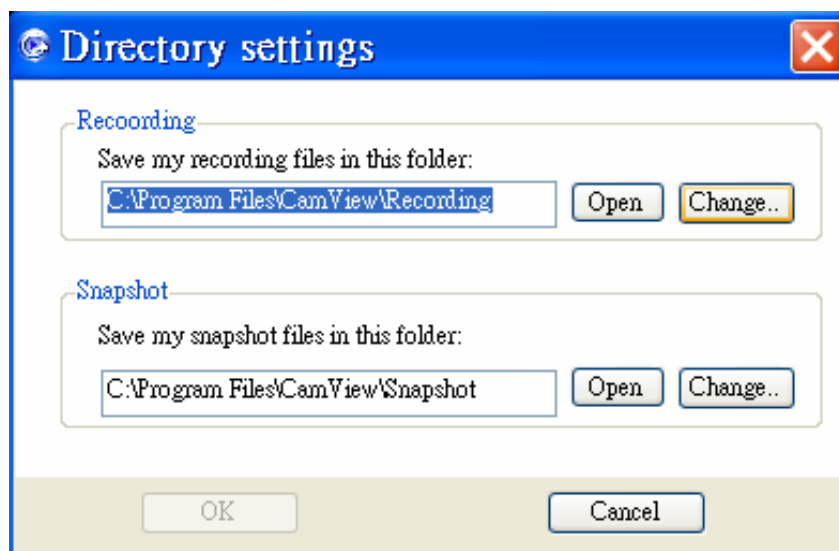 Directory settings
Recoording
Save my recording files in this folder:
C:\Program Files\CamView\Recording Open Change..
Snapshot
Save my snapshot files in this folder:
C:\Program Files\CamView\Snapshot Open Change..
OK Cancel